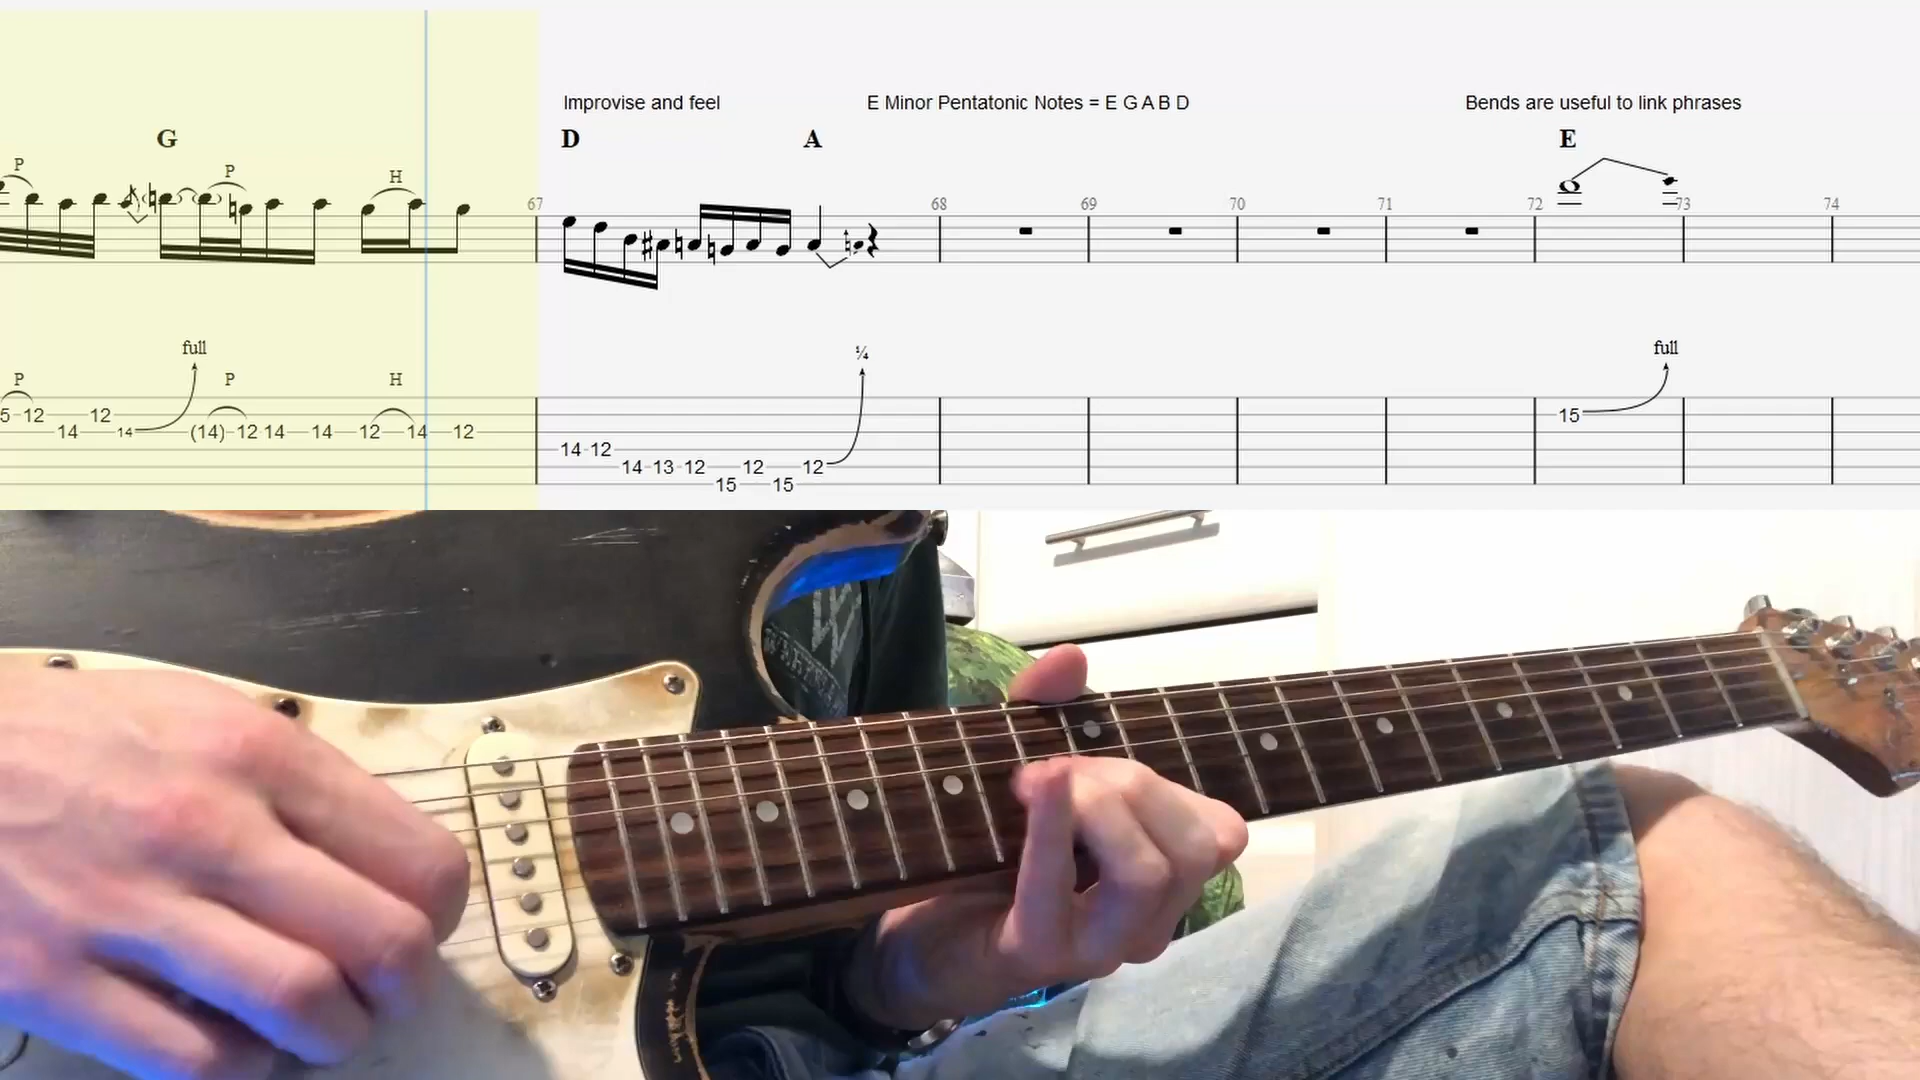 Improvise and feel E Minor Pentatonic Notes = E G A B D Bends are useful to link phrases
G D A E
P P H
67 68 69 70 71 72 73 74
full ¼ full
P P H
5 12 12 15
14 14 (14) 12 14 14 12 14 12
14 12
14 13 12 12 12
15 15